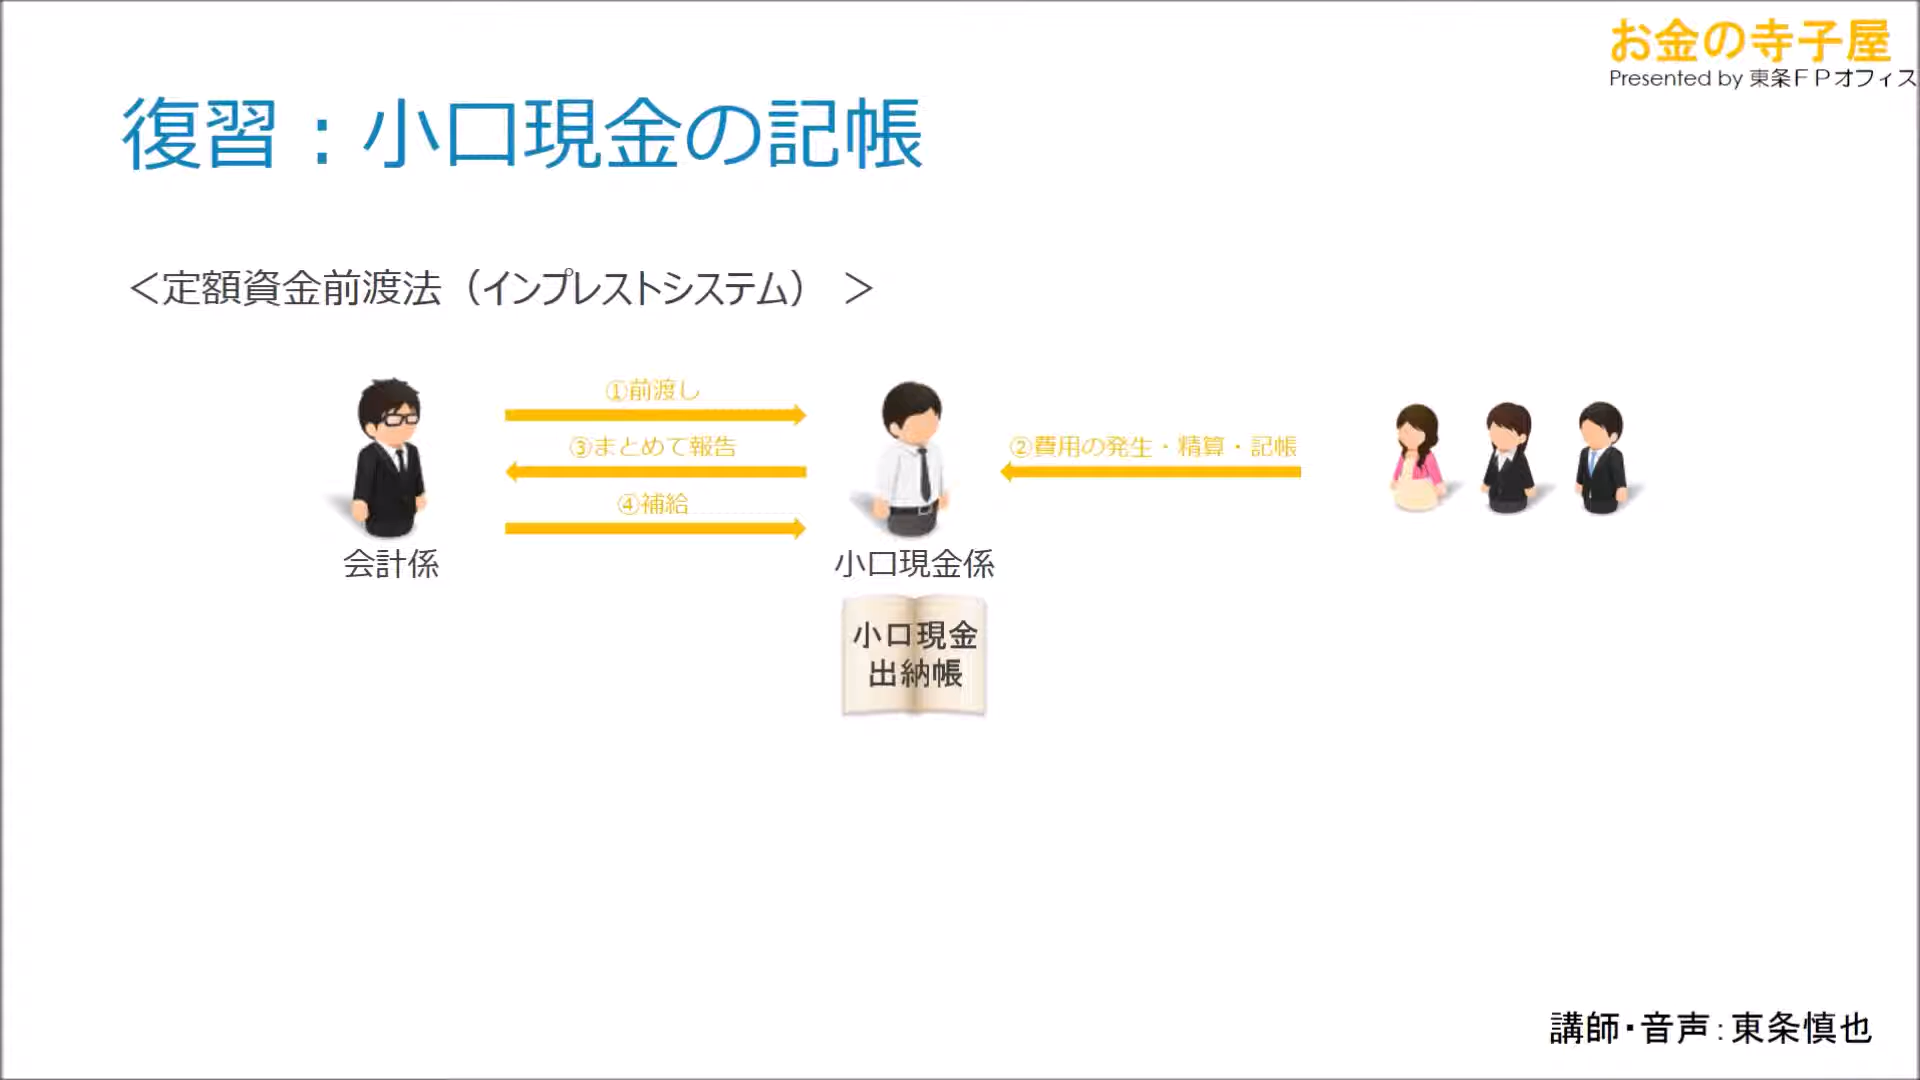 お金の寺子屋
Presented by 東条ＦＰオフィス
復習：小口現金の記帳
＜定額資金前渡法（インプレストシステム） ＞
①前渡し
③まとめて報告
②費用の発生・精算・記帳
④補給
会計係
小口現金係
小口現金
出納帳
講師・音声：東条慎也